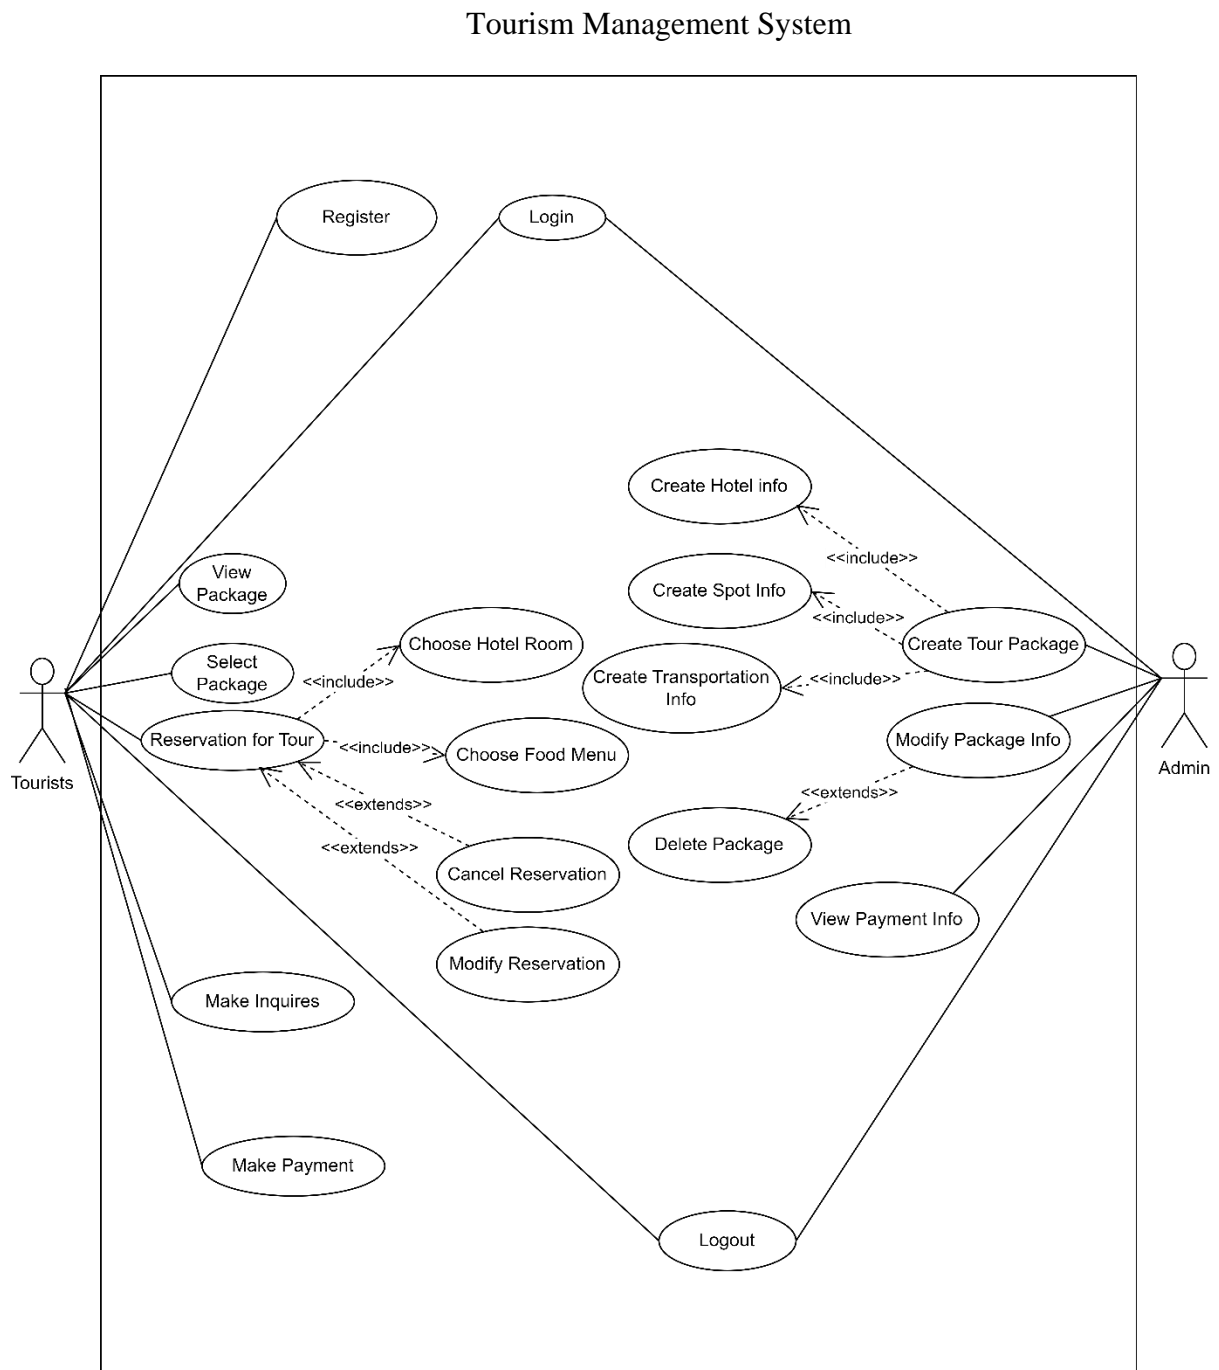 Tourism Management System
Register
Login
Create Hotel info
<<include>>
View
Package
Create Spot Info
<<include>>
Choose Hotel Room
Create Tour Package
Select
Package
<<include>>
Create Transportation
Info
<<include>>
Reservation for Tour
<<include>>
Choose Food Menu
Modify Package Info
Tourists
Admin
<<extends>>
<<extends>>
<<extends>>
Delete Package
Cancel Reservation
View Payment Info
Modify Reservation
Make Inquires
Make Payment
Logout